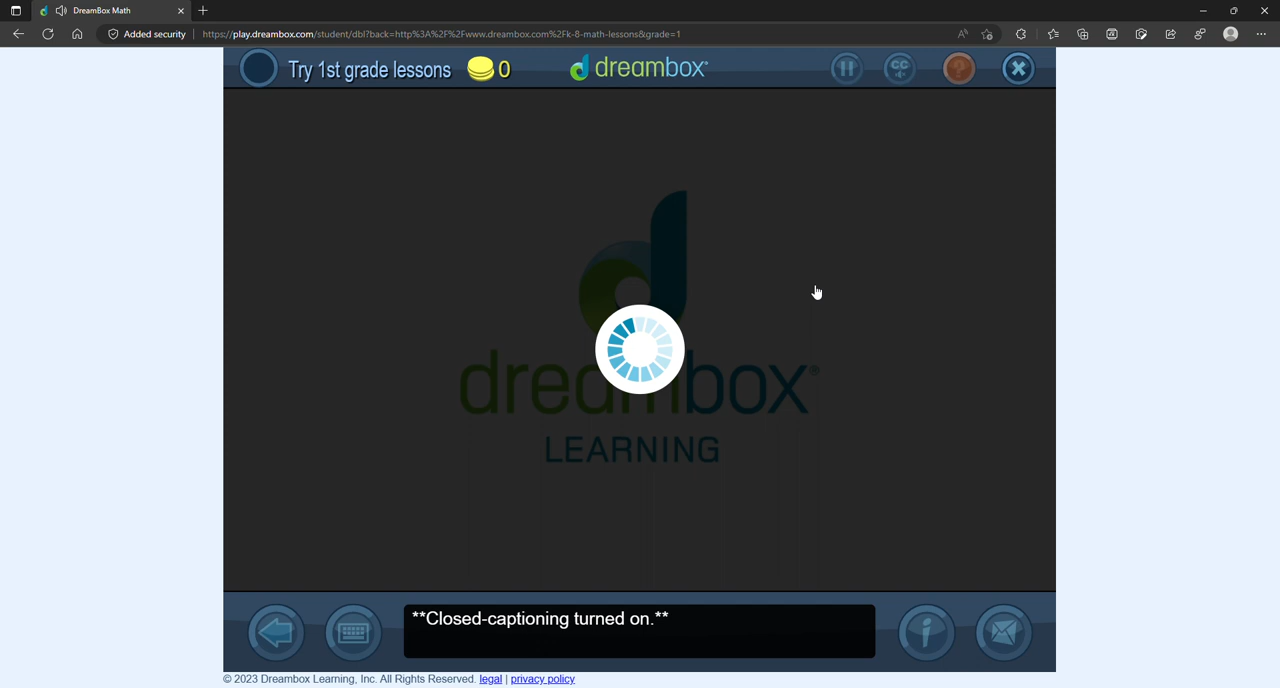 DreamBox Math
Added security
https://play.dreambox.com/student/dbl?back=http%3A%2F%2Fwww.dreambox.com%2Fk-8-math-lessons&grade=1
Try 1st grade lessons
0
dreambox
CC
?
dreambox
LEARNING
**Closed-captioning turned on.**
© 2023 Dreambox Learning, Inc. All Rights Reserved. legal | privacy policy